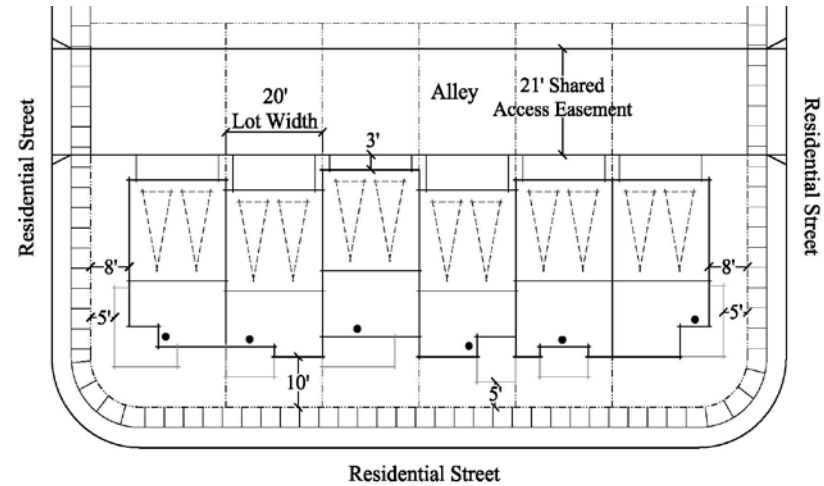 20'
Lot Width
Alley
21' Shared
Access Easement
3'
Residential Street
Residential Street
8'
8'
5'
5'
10'
5'
Residential Street